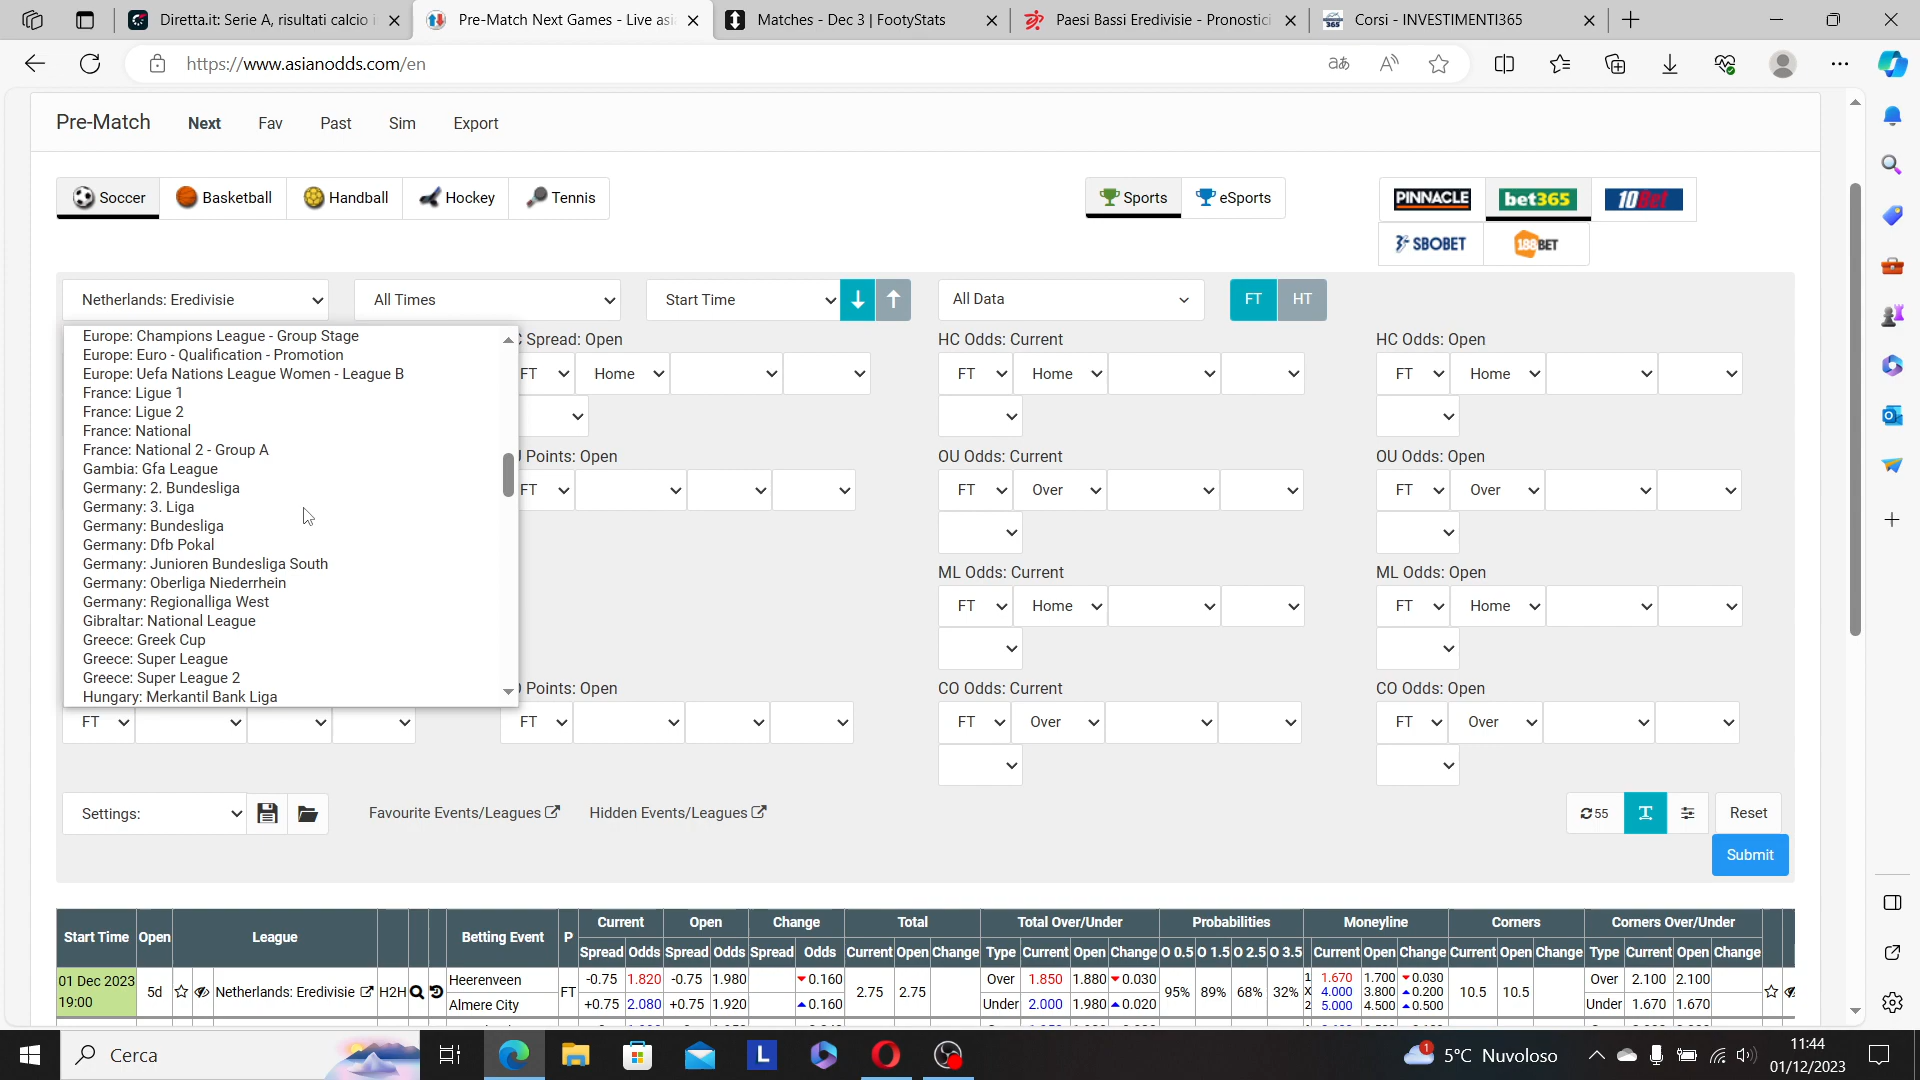 Diretta.it: Serie A, risultati calcio i
Pre-Match Next Games - Live asi
Matches - Dec 3 | FootyStats
Paesi Bassi Eredivisie - Pronostici
Corsi - INVESTIMENTI365
https://www.asianodds.com/en
Pre-Match Next Fav Past Sim Export
Soccer Basketball Handball Hockey Tennis
Sports eSports
PINNACLE bet365 10Bet
SBOBET 188BET
Netherlands: Eredivisie All Times Start Time All Data FT HT
Europe: Champions League - Group Stage
Europe: Euro - Qualification - Promotion
Europe: Uefa Nations League Women - League B
France: Ligue 1
France: Ligue 2
France: National
France: National 2 - Group A
Gambia: Gfa League
Germany: 2. Bundesliga
Germany: 3. Liga
Germany: Bundesliga
Germany: Dfb Pokal
Germany: Junioren Bundesliga South
Germany: Oberliga Niederrhein
Germany: Regionalliga West
Gibraltar: National League
Greece: Greek Cup
Greece: Super League
Greece: Super League 2
Hungary: Merkantil Bank Liga
Spread: Open HC Odds: Current HC Odds: Open
FT Home FT Home FT Home
Points: Open OU Odds: Current OU Odds: Open
FT FT Over FT Over
ML Odds: Current ML Odds: Open
FT Home FT Home
Points: Open CO Odds: Current CO Odds: Open
FT FT FT Over FT Over
Settings: Favourite Events/Leagues Hidden Events/Leagues 55 Reset
Submit
Start Time Open League Betting Event P Current Open Change Total Total Over/Under Probabilities Moneyline Corners Corners Over/Under
Spread Odds Spread Odds Spread Odds Current Open Change Type Current Open Change O 0.5 O 1.5 O 2.5 O 3.5 Current Open Change Current Open Change Type Current Open Change
01 Dec 2023 19:00 5d Netherlands: Eredivisie H2H FT
Heerenveen -0.75 1.820 -0.75 1.980 0.160
Almere City +0.75 2.080 +0.75 1.920 0.160
2.75 2.75
Over 1.850 1.880 0.030
Under 2.000 1.980 0.020
95% 89% 68% 32%
1 1.670 1.700 0.030
X 4.000 3.800 0.200
2 5.000 4.500 0.500
10.5 10.5
Over 2.100 2.100
Under 1.670 1.670
Cerca
L
1
5°C Nuvoloso
11:44
01/12/2023